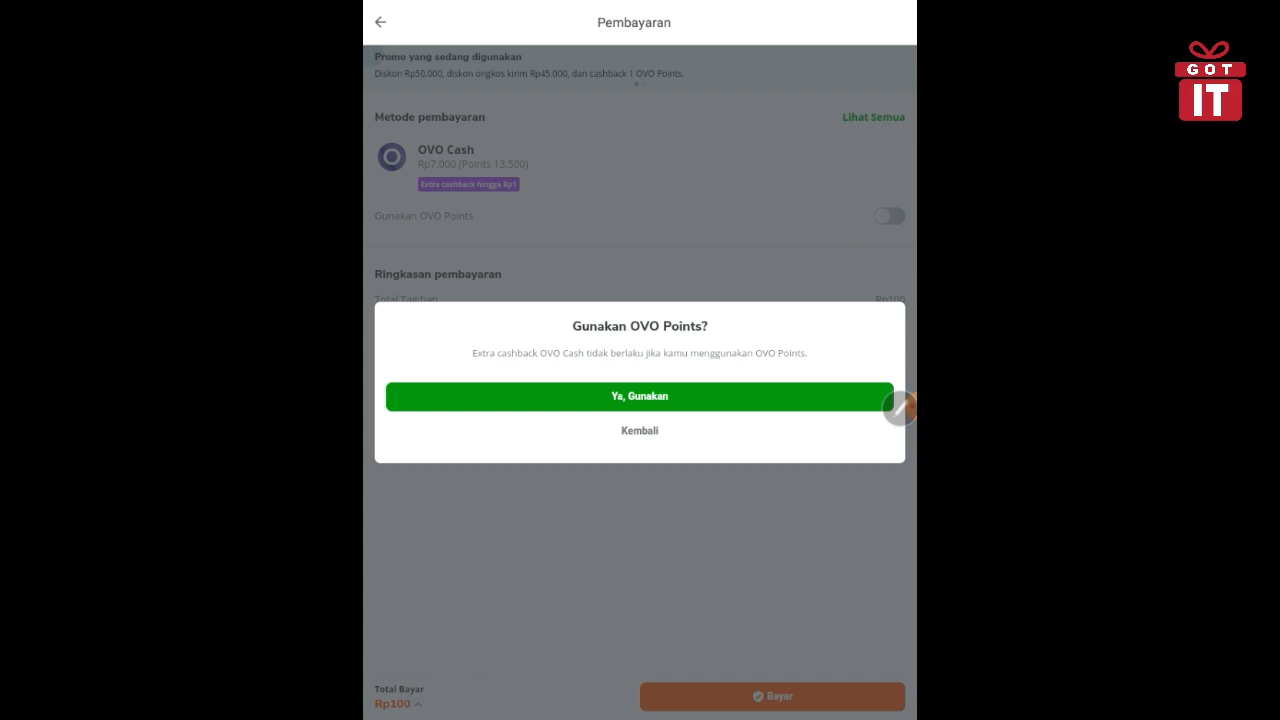 Pembayaran
GOT
IT
Promo yang sedang digunakan
Diskon Rp50.000, diskon ongkos kirim Rp45.000, dan cashback 1 OVO Points.
Metode pembayaran
Lihat Semua
OVO Cash
Rp7.000 (Points 13.500)
Extra cashback hingga Rp1
Gunakan OVO Points
Ringkasan pembayaran
Total Tagihan
Rp100
Gunakan OVO Points?
Extra cashback OVO Cash tidak berlaku jika kamu menggunakan OVO Points.
Ya, Gunakan
Kembali
Total Bayar
Rp100
Bayar